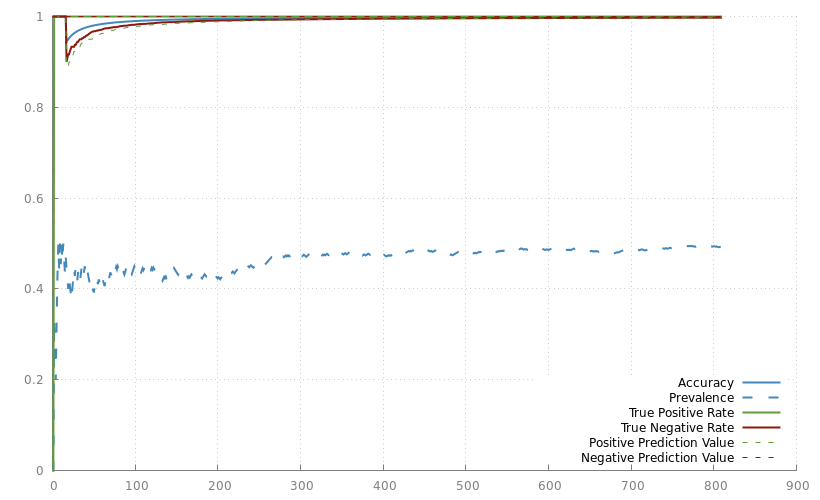 1
0.8
0.6
0.4
0.2
0
Accuracy
Prevalence
True Positive Rate
True Negative Rate
Positive Prediction Value
Negative Prediction Value
0 100 200 300 400 500 600 700 800 900